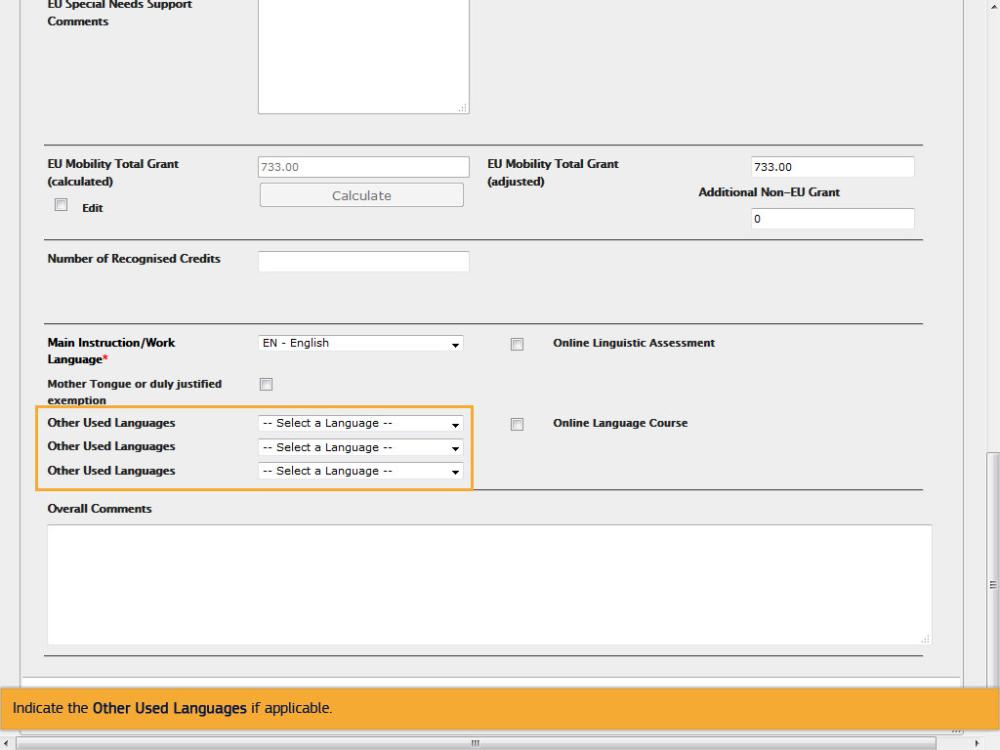 EU Special Needs Support
Comments
EU Mobility Total Grant
(calculated)
733.00
EU Mobility Total Grant
(adjusted)
733.00
Calculate
Edit
Additional Non-EU Grant
0
Number of Recognised Credits
Main Instruction/Work
Language*
EN - English
Online Linguistic Assessment
Mother Tongue or duly justified
exemption
Other Used Languages
-- Select a Language --
Online Language Course
Other Used Languages
-- Select a Language --
Other Used Languages
-- Select a Language --
Overall Comments
Indicate the Other Used Languages if applicable.